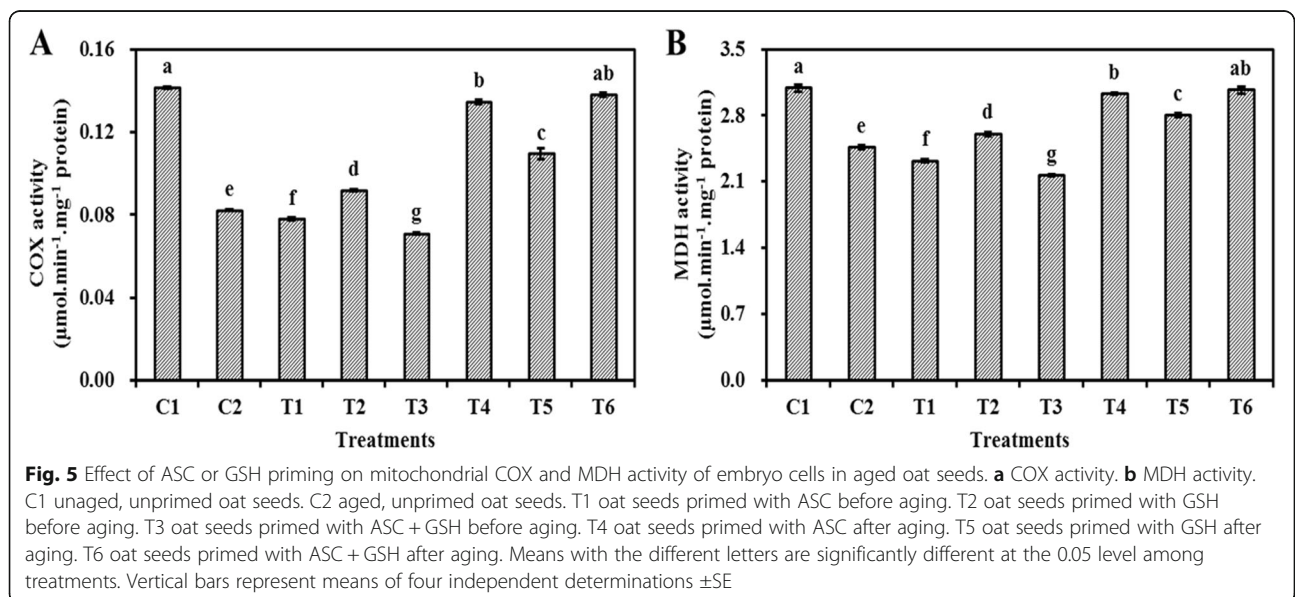 A
B
0.16
0.12
0.08
0.04
0.00
COX activity
(µmol.min⁻¹.mg⁻¹ protein)
a
e
f
d
g
b
c
ab
C1 C2 T1 T2 T3 T4 T5 T6
Treatments
3.5
2.8
2.1
1.4
0.7
0.0
MDH activity
(µmol.min⁻¹.mg⁻¹ protein)
a
e
f
d
g
b
c
ab
C1 C2 T1 T2 T3 T4 T5 T6
Treatments
Fig. 5 Effect of ASC or GSH priming on mitochondrial COX and MDH activity of embryo cells in aged oat seeds. a COX activity. b MDH activity.
C1 unaged, unprimed oat seeds. C2 aged, unprimed oat seeds. T1 oat seeds primed with ASC before aging. T2 oat seeds primed with GSH
before aging. T3 oat seeds primed with ASC + GSH before aging. T4 oat seeds primed with ASC after aging. T5 oat seeds primed with GSH after
aging. T6 oat seeds primed with ASC + GSH after aging. Means with the different letters are significantly different at the 0.05 level among
treatments. Vertical bars represent means of four independent determinations ±SE